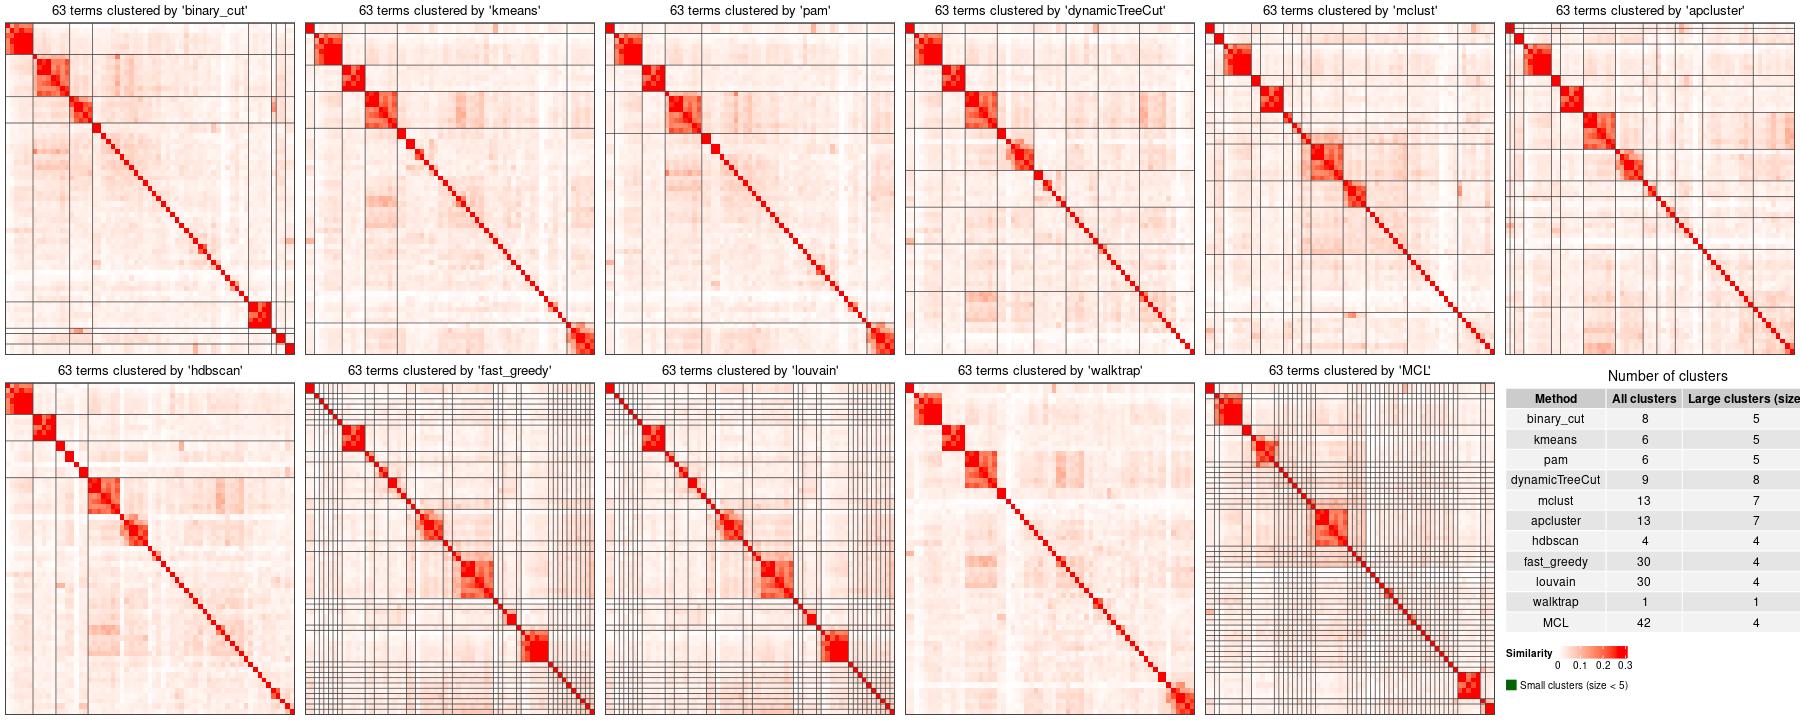 63 terms clustered by 'binary_cut'
63 terms clustered by 'kmeans'
63 terms clustered by 'pam'
63 terms clustered by 'dynamicTreeCut'
63 terms clustered by 'mclust'
63 terms clustered by 'apcluster'
63 terms clustered by 'hdbscan'
63 terms clustered by 'fast_greedy'
63 terms clustered by 'louvain'
63 terms clustered by 'walktrap'
63 terms clustered by 'MCL'
Number of clusters
Method All clusters Large clusters (size
binary_cut 8 5
kmeans 6 5
pam 6 5
dynamicTreeCut 9 8
mclust 13 7
apcluster 13 7
hdbscan 4 4
fast_greedy 30 4
louvain 30 4
walktrap 1 1
MCL 42 4
Similarity
0 0.1 0.2 0.3
Small clusters (size < 5)